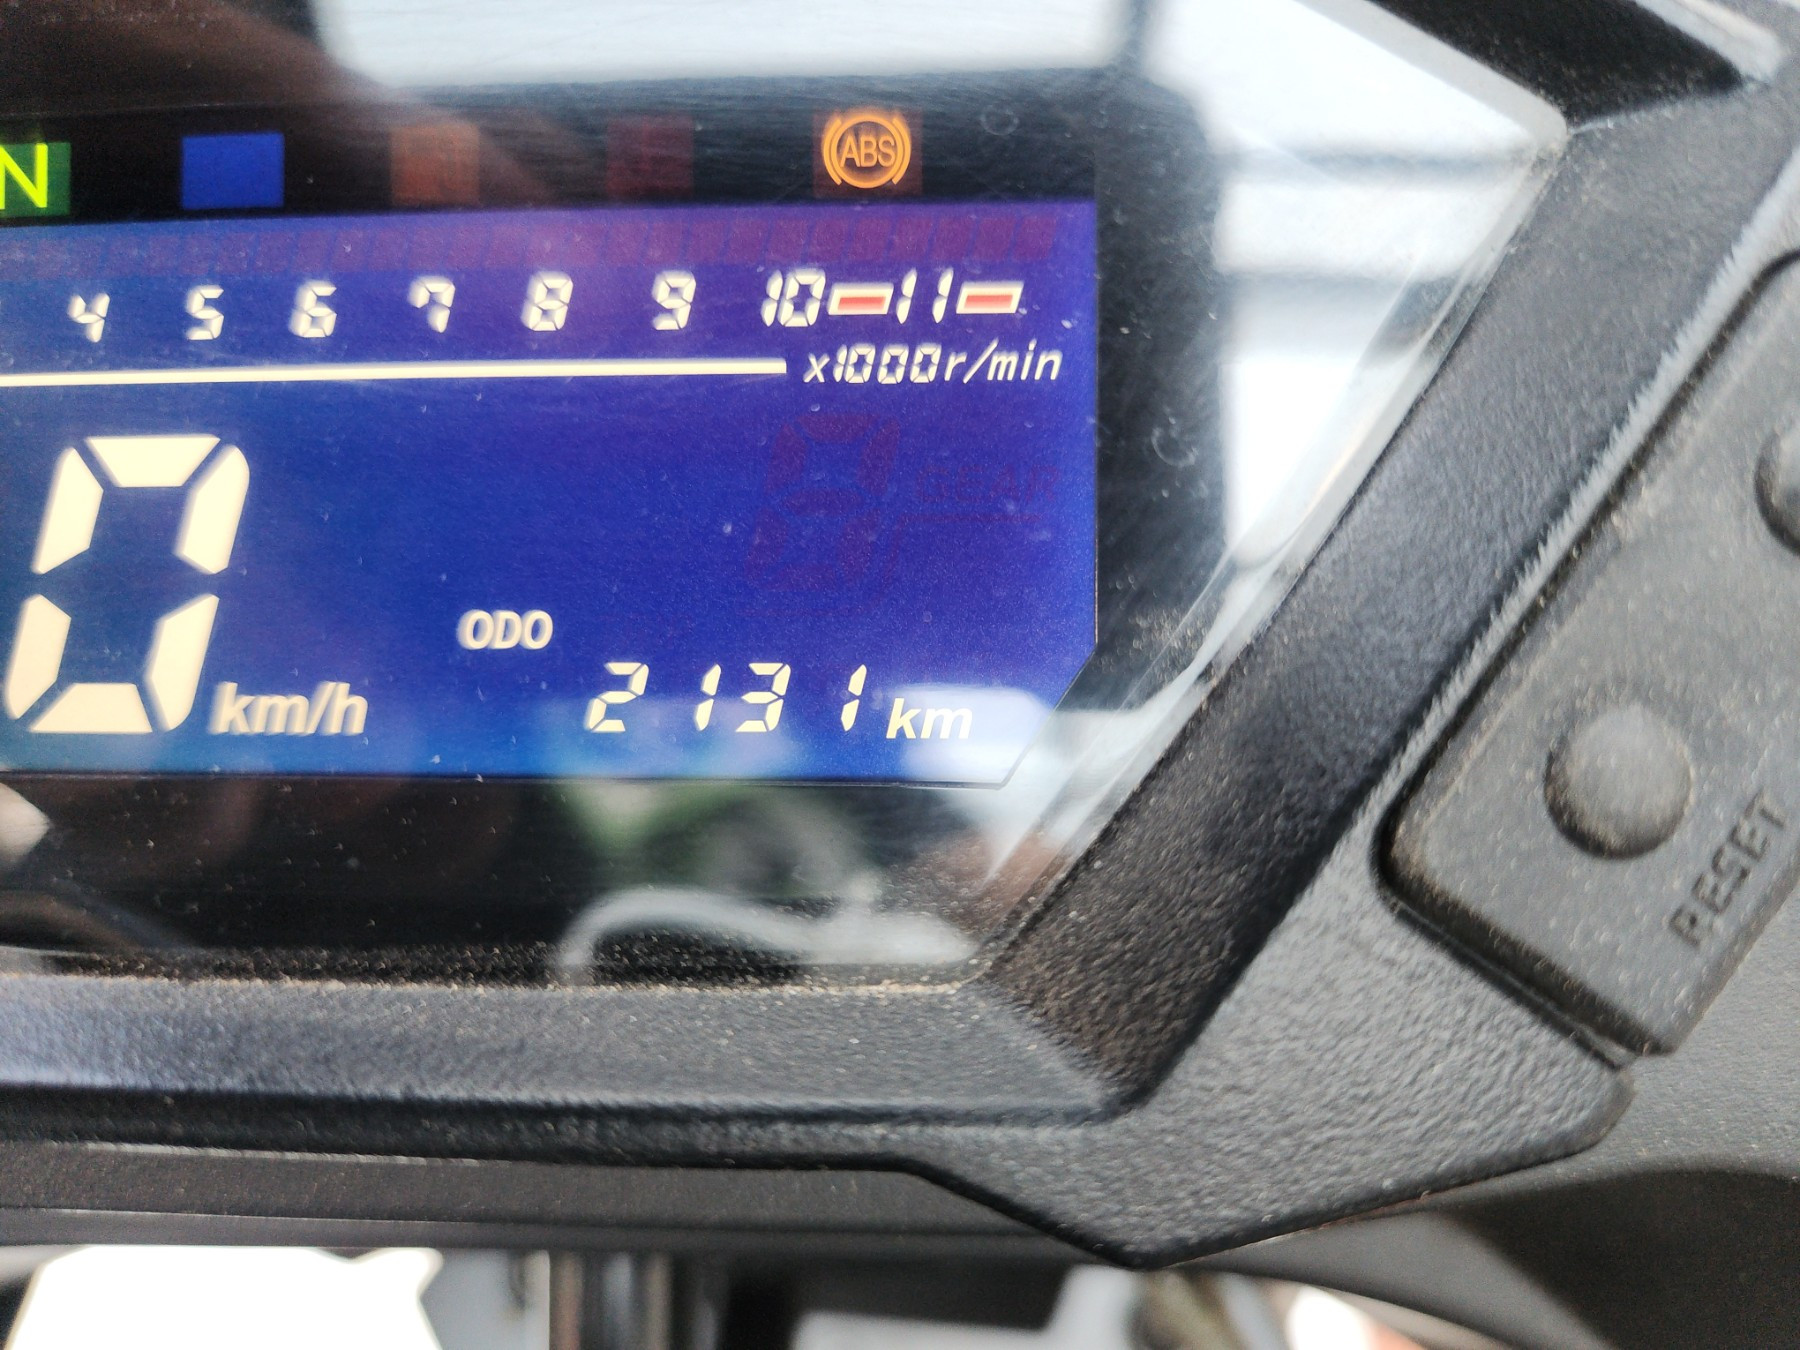 N ABS
4 5 6 7 8 9 10 11
x1000r/min
GEAR
0 km/h
ODO
2131 km
RESET